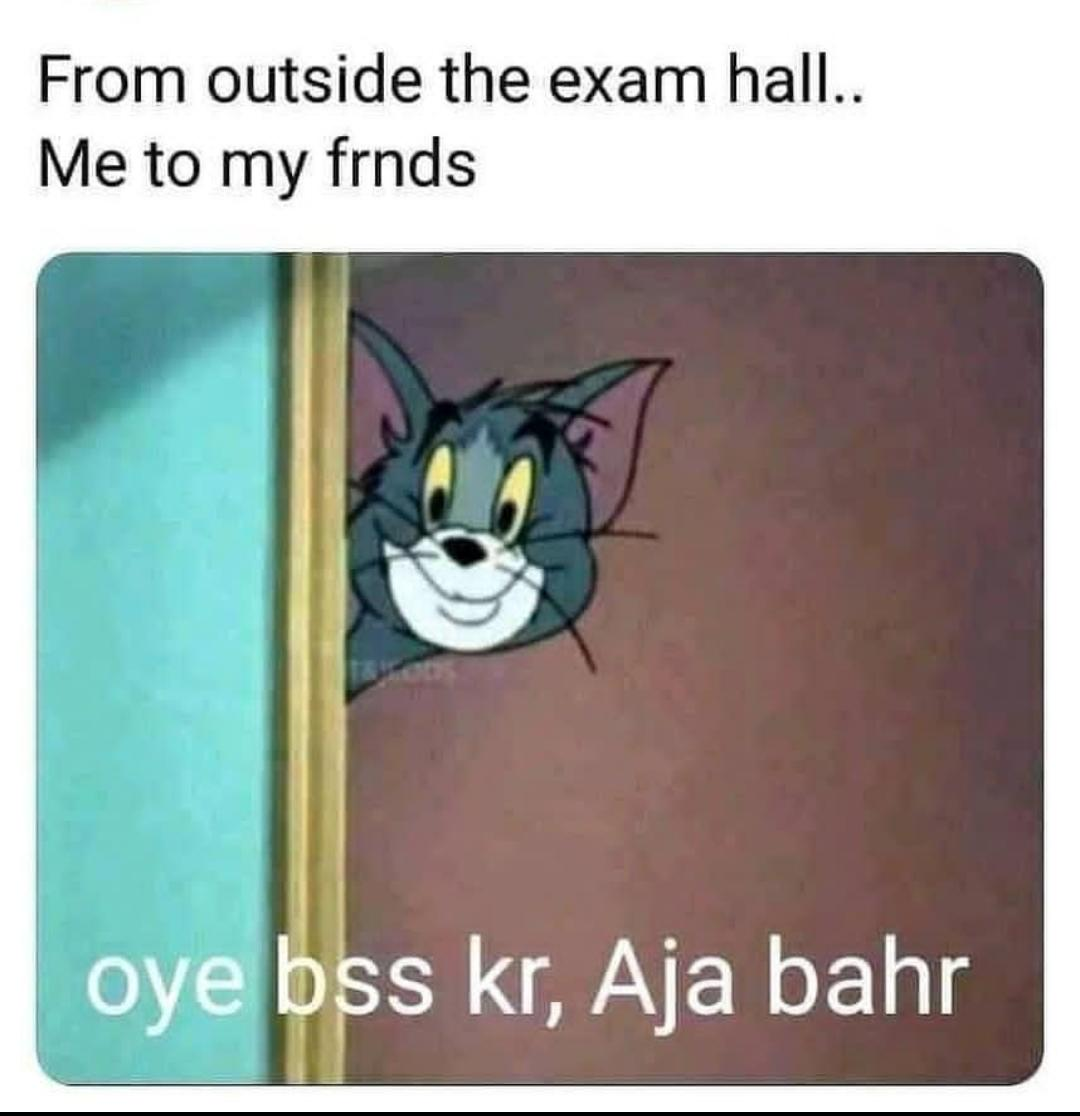 From outside the exam hall..
Me to my frnds
oye bss kr, Aja bahr